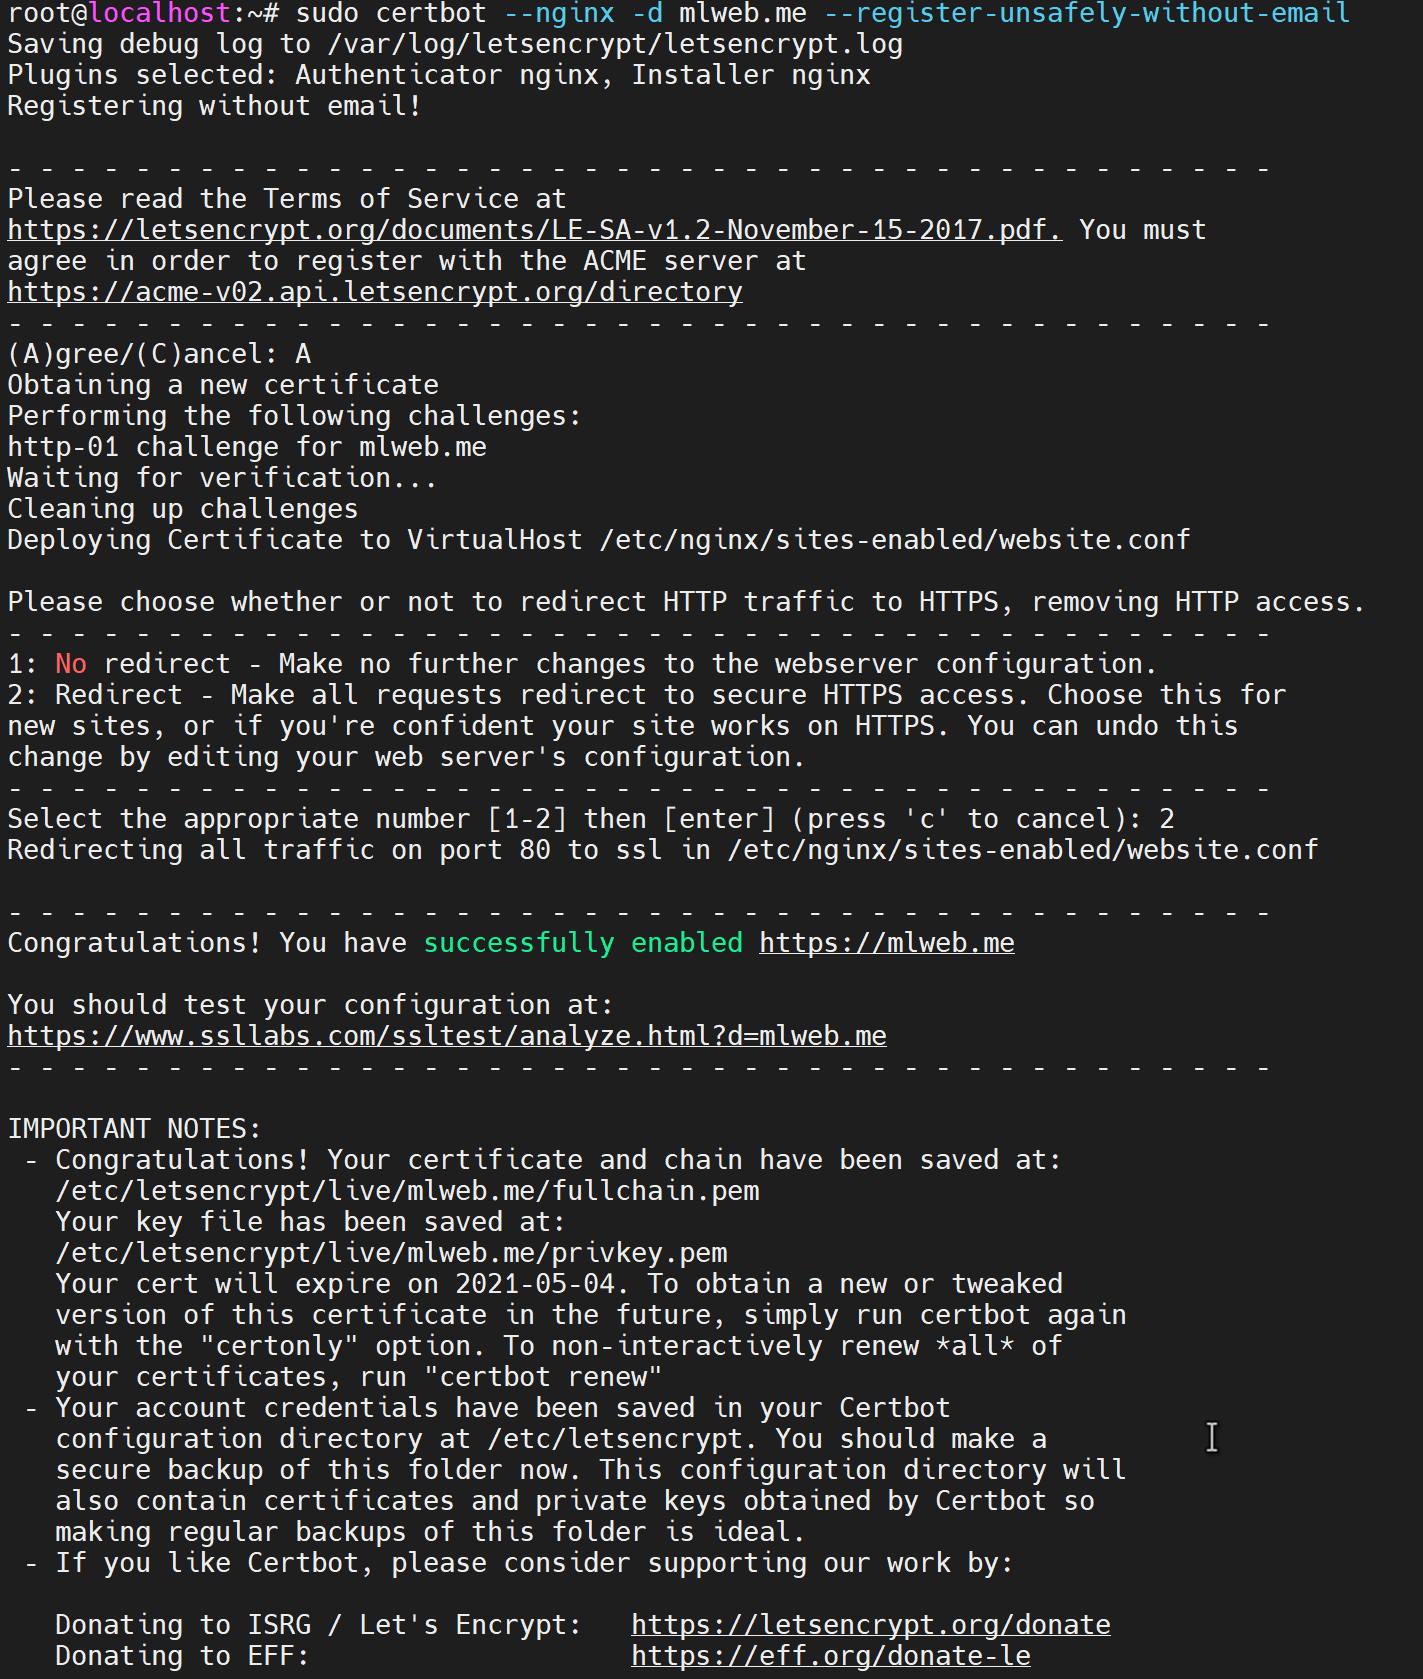 root@localhost:~# sudo certbot --nginx -d mlweb.me --register-unsafely-without-email
Saving debug log to /var/log/letsencrypt/letsencrypt.log
Plugins selected: Authenticator nginx, Installer nginx
Registering without email!

- - - - - - - - - - - - - - - - - - - - - - - - - - - - - - - - - - - - - - - -
Please read the Terms of Service at
https://letsencrypt.org/documents/LE-SA-v1.2-November-15-2017.pdf. You must
agree in order to register with the ACME server at
https://acme-v02.api.letsencrypt.org/directory
- - - - - - - - - - - - - - - - - - - - - - - - - - - - - - - - - - - - - - - -
(A)gree/(C)ancel: A
Obtaining a new certificate
Performing the following challenges:
http-01 challenge for mlweb.me
Waiting for verification...
Cleaning up challenges
Deploying Certificate to VirtualHost /etc/nginx/sites-enabled/website.conf

Please choose whether or not to redirect HTTP traffic to HTTPS, removing HTTP access.
- - - - - - - - - - - - - - - - - - - - - - - - - - - - - - - - - - - - - - - -
1: No redirect - Make no further changes to the webserver configuration.
2: Redirect - Make all requests redirect to secure HTTPS access. Choose this for
new sites, or if you're confident your site works on HTTPS. You can undo this
change by editing your web server's configuration.
- - - - - - - - - - - - - - - - - - - - - - - - - - - - - - - - - - - - - - - -
Select the appropriate number [1-2] then [enter] (press 'c' to cancel): 2
Redirecting all traffic on port 80 to ssl in /etc/nginx/sites-enabled/website.conf

- - - - - - - - - - - - - - - - - - - - - - - - - - - - - - - - - - - - - - - -
Congratulations! You have successfully enabled https://mlweb.me

You should test your configuration at:
https://www.ssllabs.com/ssltest/analyze.html?d=mlweb.me
- - - - - - - - - - - - - - - - - - - - - - - - - - - - - - - - - - - - - - - -

IMPORTANT NOTES:
 - Congratulations! Your certificate and chain have been saved at:
   /etc/letsencrypt/live/mlweb.me/fullchain.pem
   Your key file has been saved at:
   /etc/letsencrypt/live/mlweb.me/privkey.pem
   Your cert will expire on 2021-05-04. To obtain a new or tweaked
   version of this certificate in the future, simply run certbot again
   with the "certonly" option. To non-interactively renew *all* of
   your certificates, run "certbot renew"
 - Your account credentials have been saved in your Certbot
   configuration directory at /etc/letsencrypt. You should make a
   secure backup of this folder now. This configuration directory will
   also contain certificates and private keys obtained by Certbot so
   making regular backups of this folder is ideal.
 - If you like Certbot, please consider supporting our work by:

   Donating to ISRG / Let's Encrypt:   https://letsencrypt.org/donate
   Donating to EFF:                    https://eff.org/donate-le